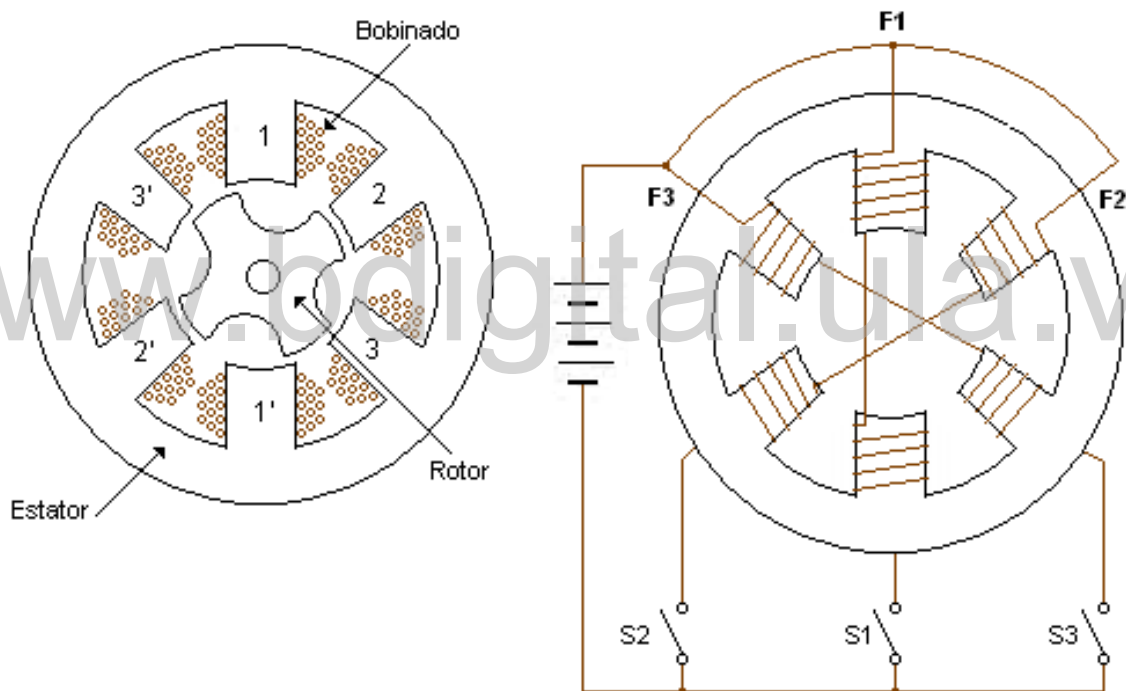 Bobinado
1
2
3'
2'
3
1'
Rotor
Estator
F1
F3
F2
S2
S1
S3
www.bdigital.ula.v